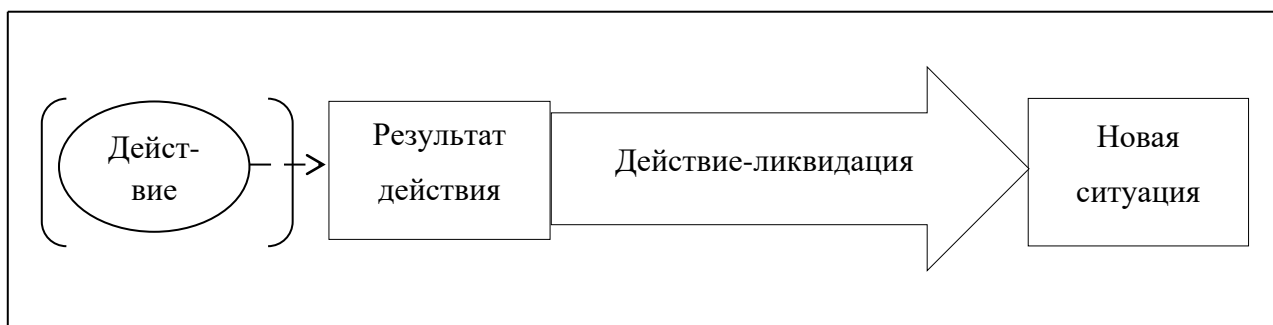 Дейст-
вие
Результат
действия
Действие-ликвидация
Новая
ситуация